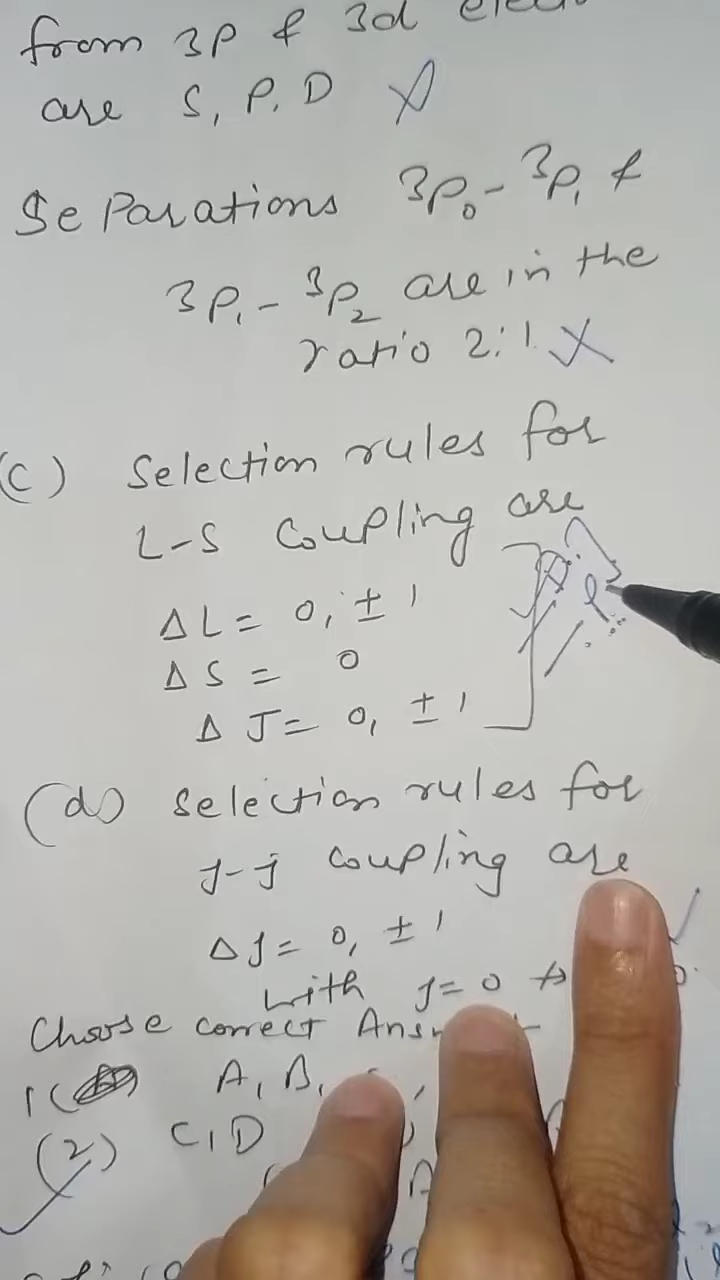 from 3P & 3d
are S, P, D
Separations ³P₀ - ³P₁ &
³P₁ - ³P₂ are in the
ratio 2:1
(C) Selection rules for
L-S Coupling are
ΔL = 0, ± 1
ΔS = 0
ΔJ = 0, ± 1
(d) Selection rules for
J-j coupling are
ΔJ = 0, ± 1
with J = 0
Choose correct
1( A, B,
(2) C, D